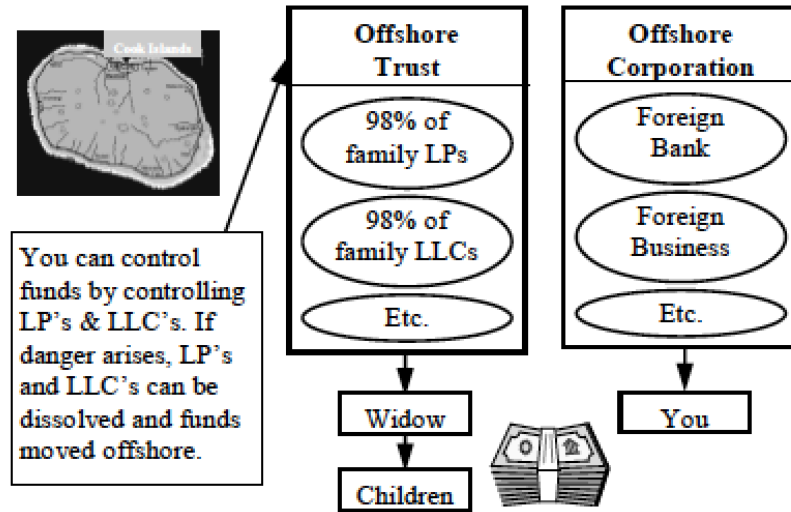 Cook Islands
Offshore
Trust
98% of
family LPs
98% of
family LLCs
Etc.
Widow
Children
Offshore
Corporation
Foreign
Bank
Foreign
Business
Etc.
You
You can control
funds by controlling
LP's & LLC's. If
danger arises, LP's
and LLC's can be
dissolved and funds
moved offshore.